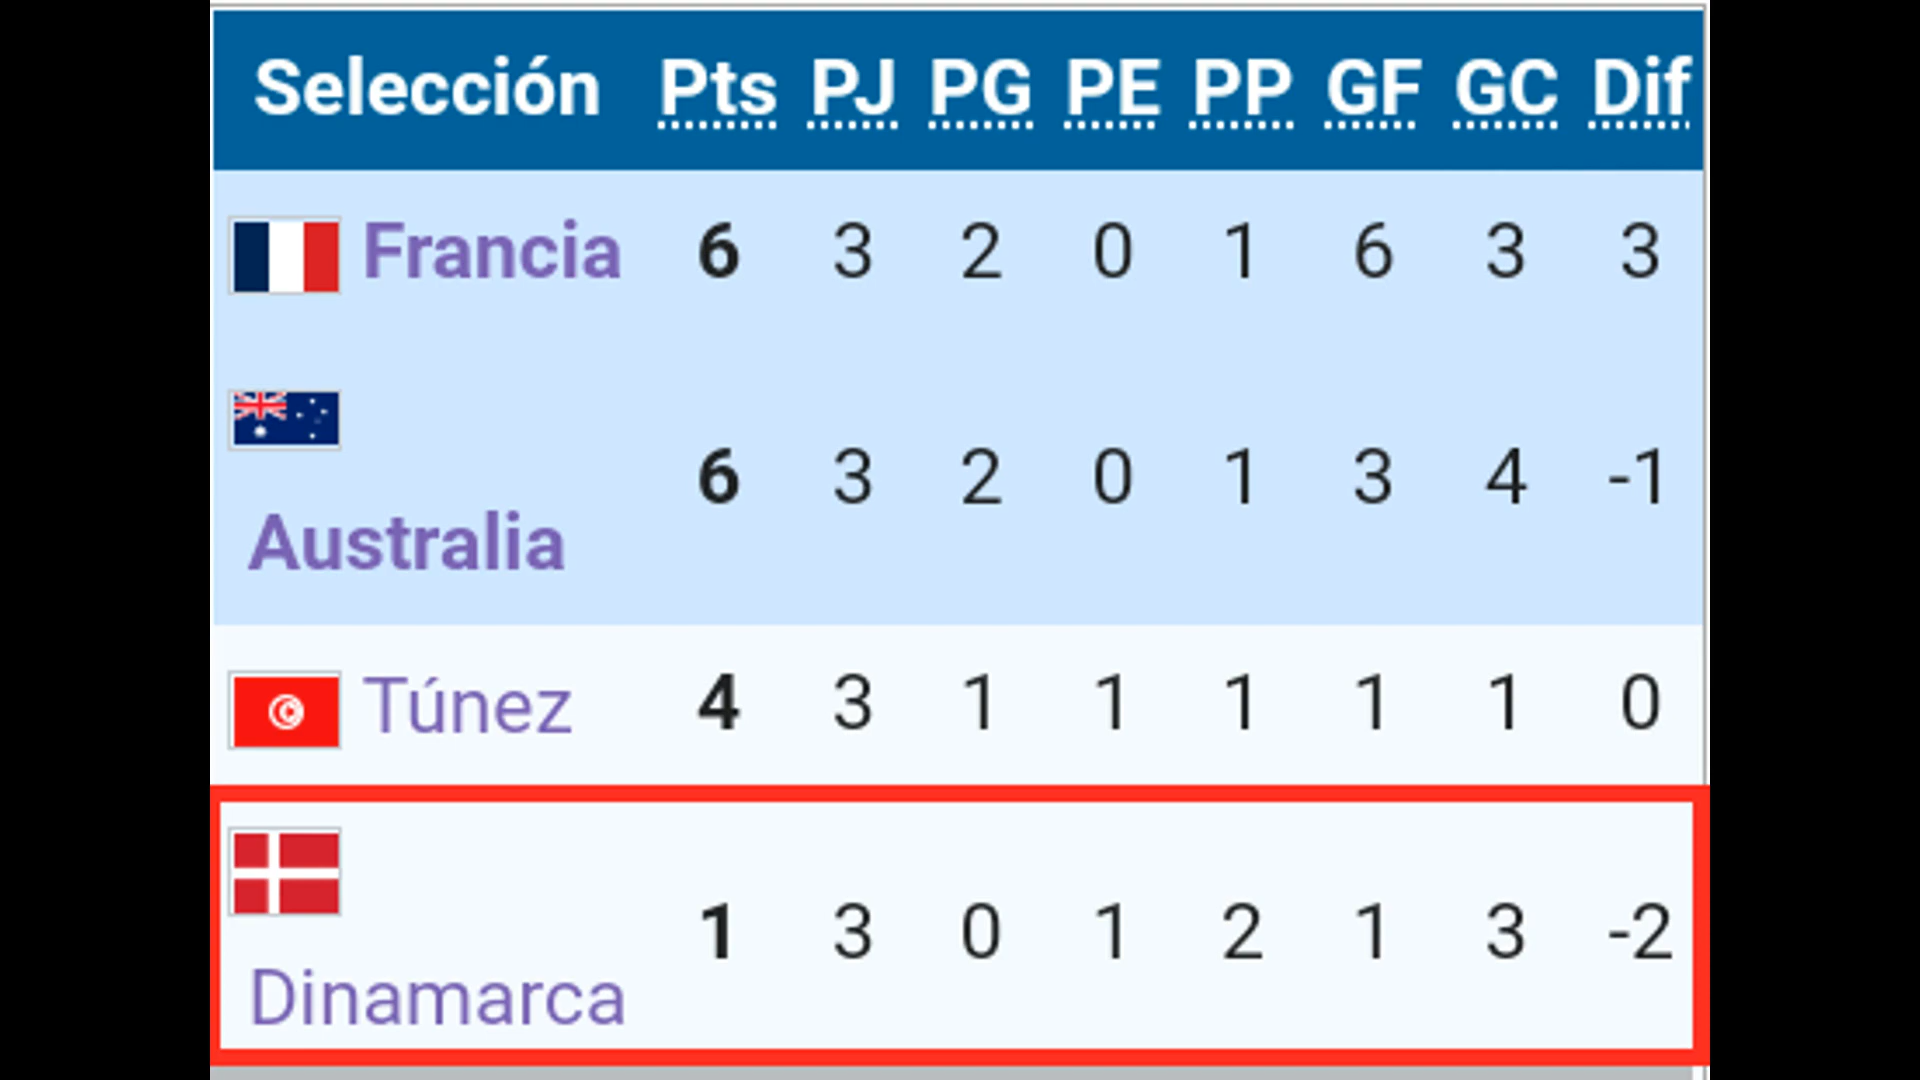 Selección Pts PJ PG PE PP GF GC Dif
Francia 6 3 2 0 1 6 3 3
Australia 6 3 2 0 1 3 4 -1
Túnez 4 3 1 1 1 1 1 0
Dinamarca 1 3 0 1 2 1 3 -2